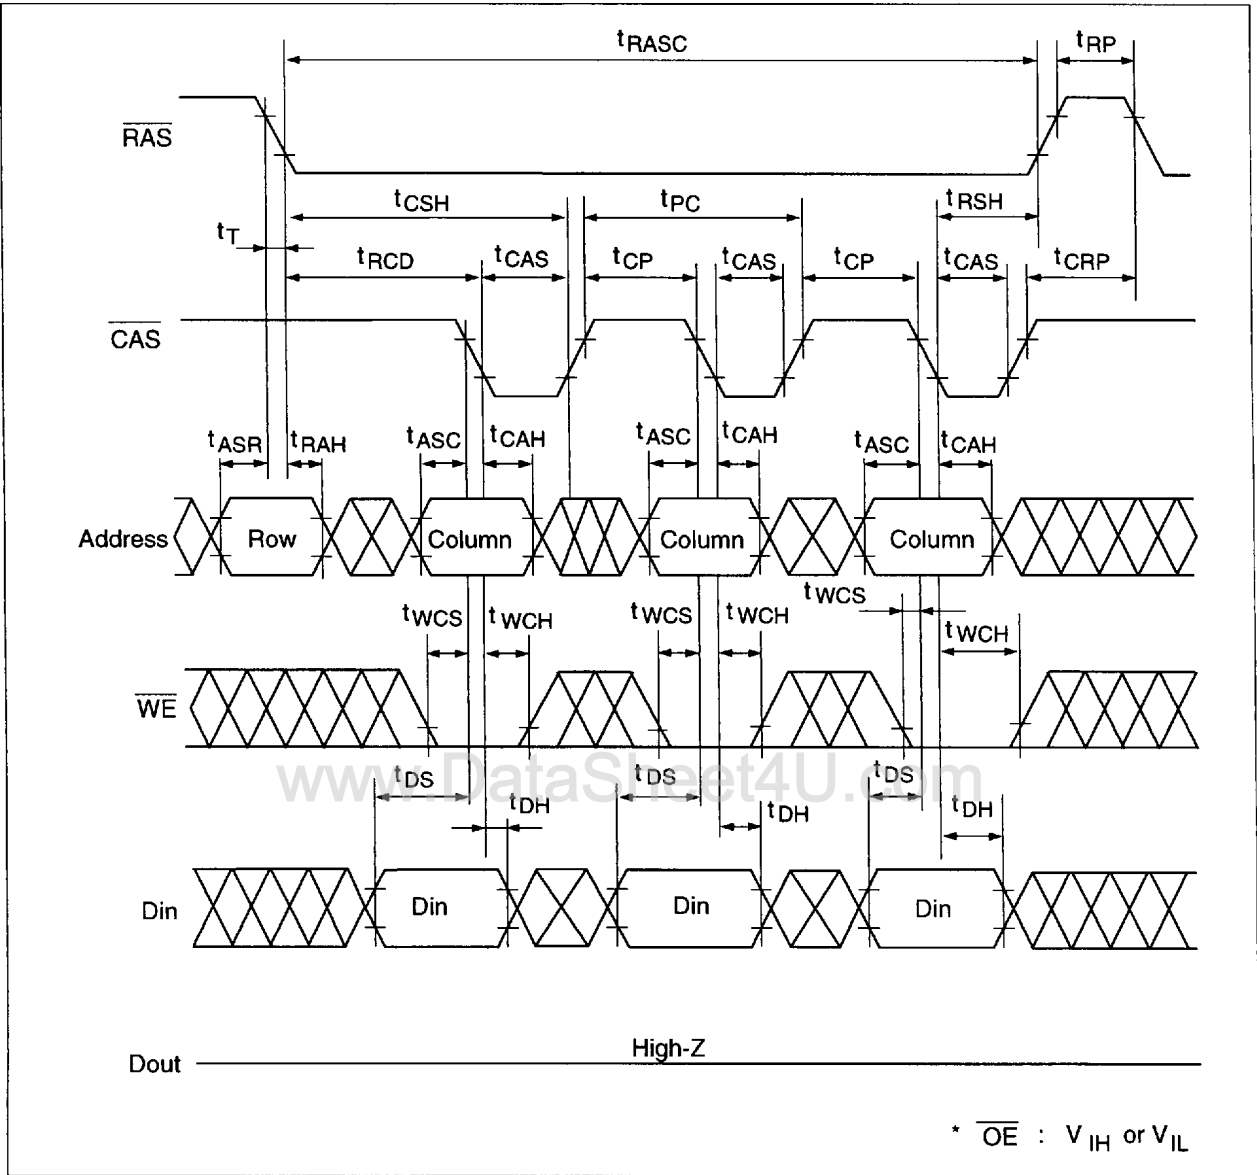 tRASC tRP
RAS
tCSH tPC tRSH
tT
tRCD tCAS tCP tCAS tCP tCAS tCRP
CAS
tASR tRAH tASC tCAH tASC tCAH tASC tCAH
Address Row Column Column Column
tWCS tWCH tWCS tWCH tWCS tWCH
WE
www.DataSheet4U.com
tDS tDH tDS tDH tDS tDH
Din Din Din Din
High-Z
Dout
* OE : VIH or VIL